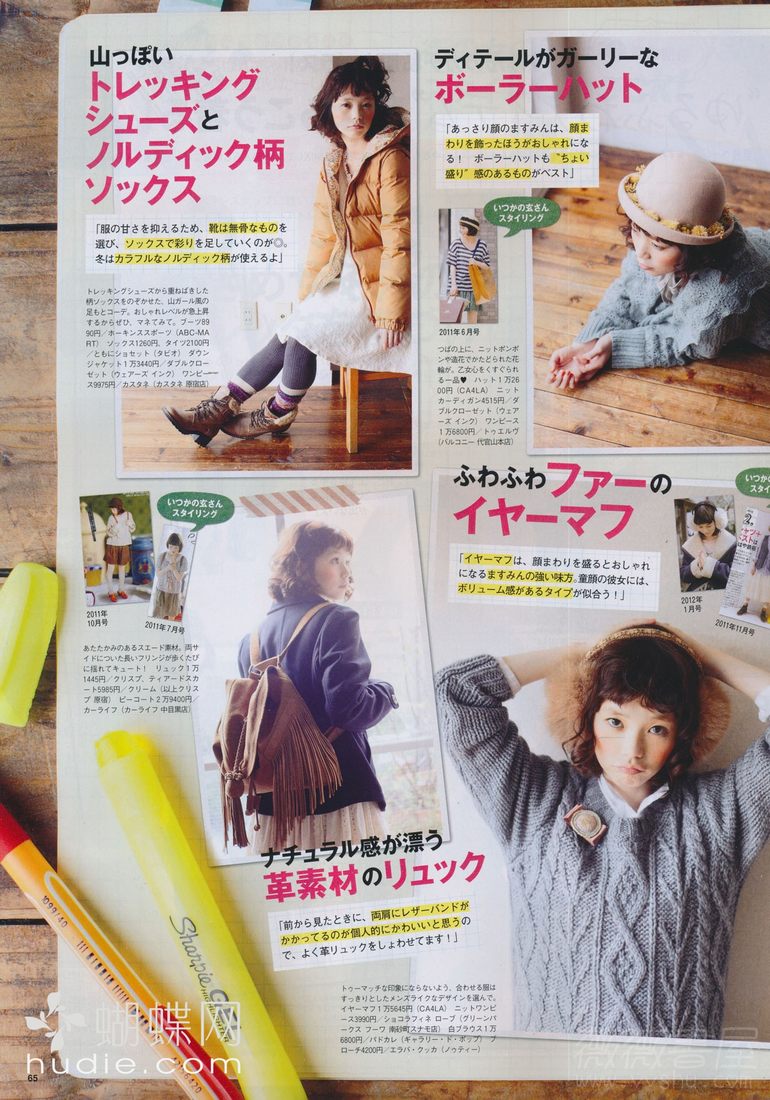 山っぽい
トレッキング
シューズと
ノルディック柄
ソックス
「服の甘さを抑えるため、靴は無骨なものを
選び、ソックスで彩りを足していくのが◎。
冬はカラフルなノルディック柄が使えるよ」
トレッキングシューズから重ねばきした
柄ソックスをのぞかせた、山ガール風の
足もとコーデ。おしゃれレベルが急上昇
するからぜひ、マネてみて。ブーツ89
90円／ホーキンススポーツ（ABC-MA
RT） ソックス1260円、タイツ2100円
／ともにショセット（タビオ） ダウン
ジャケット1万3440円／ダブルクロー
ゼット（ウェアーズ インク） ワンピー
ス9975円／カスタネ（カスタネ 原宿店）
ディテールがガーリーな
ボーラーハット
「あっさり顔のますみんは、顔ま
わりを飾ったほうがおしゃれにな
る！ ボーラーハットも〝ちょい
盛り〟感のあるものがベスト」
いつかの玄さん
スタイリング
2011年6月号
つばの上に、ニットボンボ
ンや造花でかたどられた花
輪が。乙女心をくすぐられ
る一品♥ ハット1万26
00円（CA4LA） ニット
カーディガン4515円／ダ
ブルクローゼット（ウェア
ーズ インク） ワンピース
1万6800円／トゥエルヴ
（バルコニー 代官山本店）
いつかの玄さん
スタイリング
2011年
10月号
2011年7月号
あたたかみのあるスエード素材。両サ
イドについた長いフリンジが歩くたび
に揺れてキュート！ リュック1万
1445円／クリスプ、ティアードスカ
ート5985円／クリーム（以上クリス
プ 原宿） ピーコート2万9400円／
カーライフ（カーライフ 中目黒店）
ナチュラル感が漂う
革素材のリュック
「前から見たときに、両肩にレザーバンドが
かかってるのが個人的にかわいいと思うの
で、よく革リュックをしょわせてます！」
ふわふわファーの
イヤーマフ
「イヤーマフは、顔まわりを盛るとおしゃれ
になるますみんの強い味方。童顔の彼女には、
ボリューム感があるタイプが似合う！」
いつかの
スタイ
2012年
1月号
2011年11月号
トゥーマッチな印象にならないよう、合わせる服は
すっきりとしたメンズライクなデザインを選んで。
イヤーマフ1万5645円（CA4LA） ニットワンピ
ース3990円／ショコラフィネ ローブ（グリーンパ
ークス フーヴ 南砂町スナモ店） 白ブラウス1万
6800円／パドカレ（ギャラリー・ド・ポップ） ブ
ローチ4200円／エラバ・クッカ（ノゥティー）
Sharpie
蝴蝶网
hudie.com
65